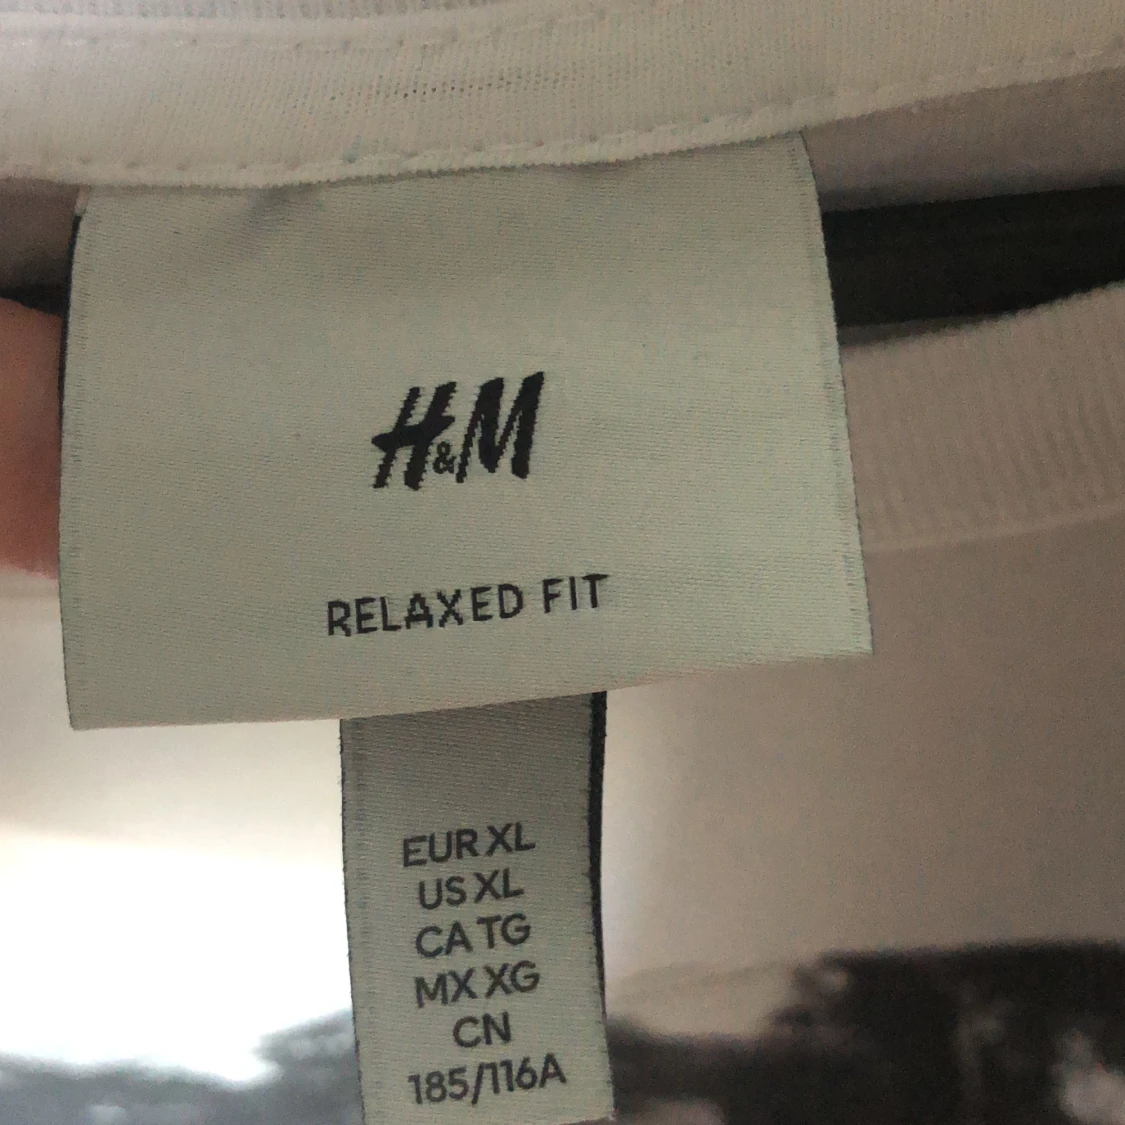 H&M
RELAXED FIT
EUR XL
US XL
CA TG
MX XG
CN
185/116A